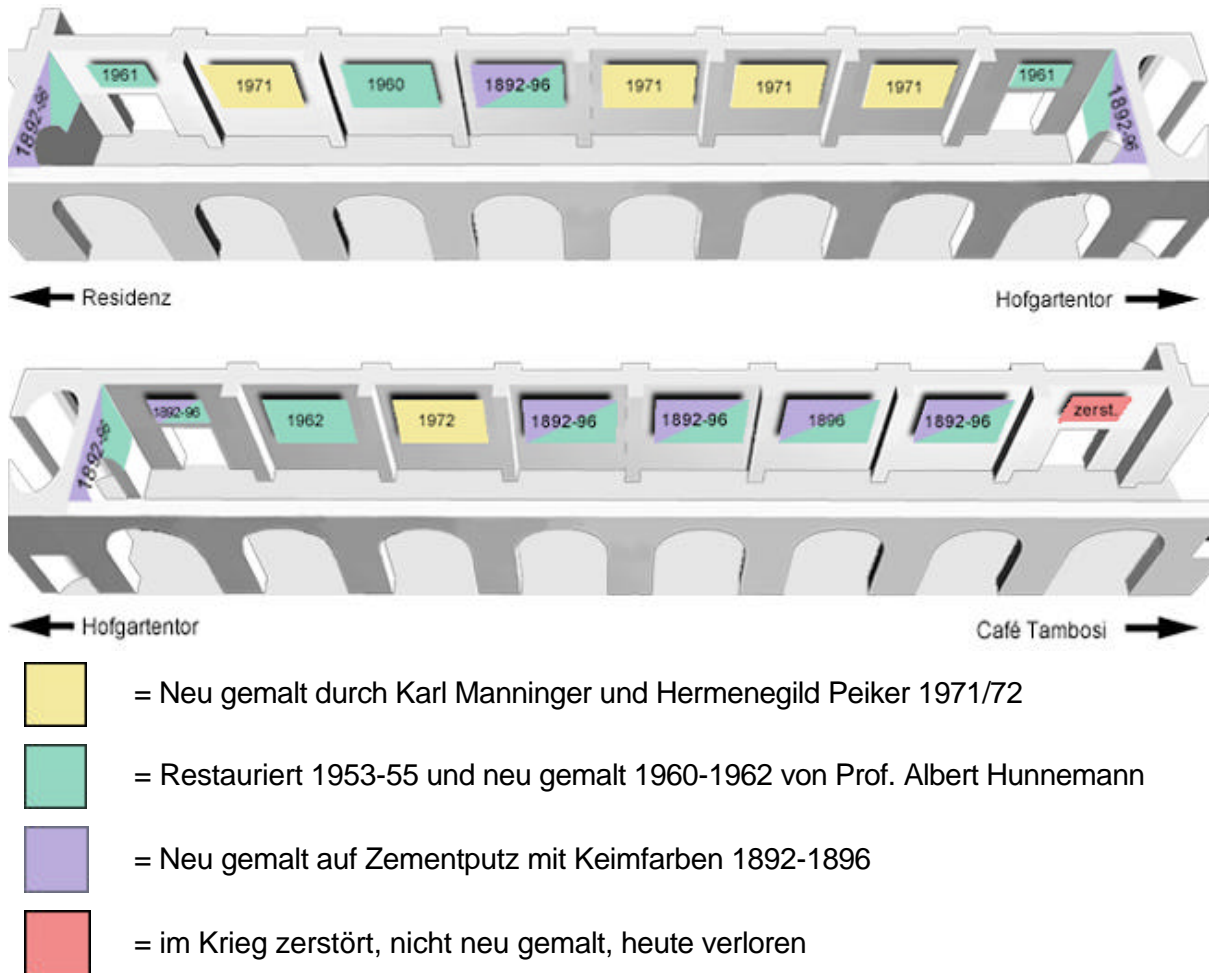 1892-96
1961
1971
1960
1892-96
1971
1971
1971
1961
1892-96
Residenz
Hofgartentor
1892-96
1892-96
1962
1972
1892-96
1892-96
1896
1892-96
zerst.
Hofgartentor
Café Tambosi
= Neu gemalt durch Karl Manninger und Hermenegild Peiker 1971/72
= Restauriert 1953-55 und neu gemalt 1960-1962 von Prof. Albert Hunnemann
= Neu gemalt auf Zementputz mit Keimfarben 1892-1896
= im Krieg zerstört, nicht neu gemalt, heute verloren